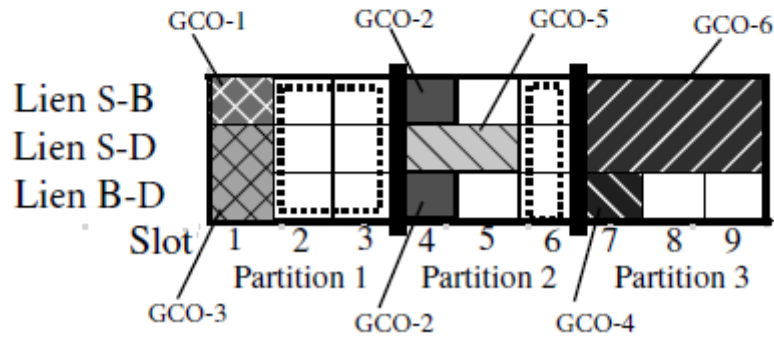 GCO-1 GCO-2 GCO-5 GCO-6
Lien S-B
Lien S-D
Lien B-D
Slot 1 2 3 4 5 6 7 8 9
Partition 1 Partition 2 Partition 3
GCO-3 GCO-2 GCO-4